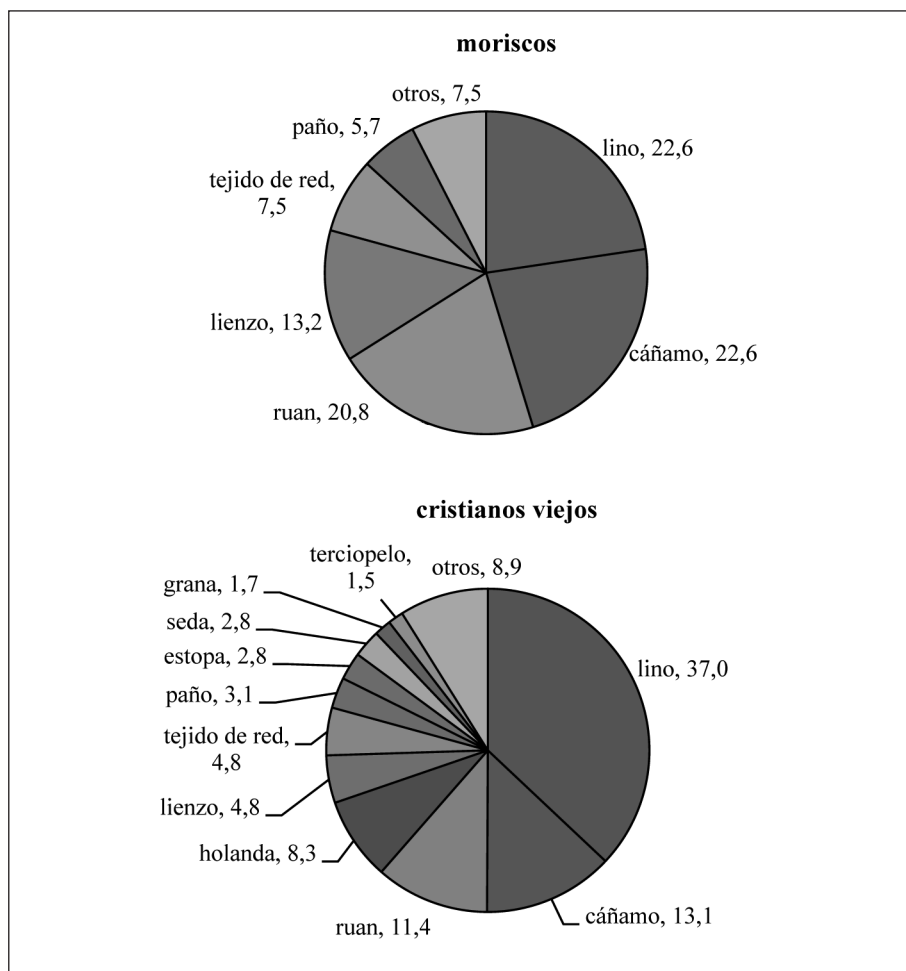 moriscos
otros, 7,5
paño, 5,7
lino, 22,6
tejido de red,
7,5
lienzo, 13,2
cáñamo, 22,6
ruan, 20,8
cristianos viejos
terciopelo,
1,5
otros, 8,9
grana, 1,7
seda, 2,8
estopa, 2,8
lino, 37,0
paño, 3,1
tejido de red,
4,8
lienzo, 4,8
holanda, 8,3
cáñamo, 13,1
ruan, 11,4